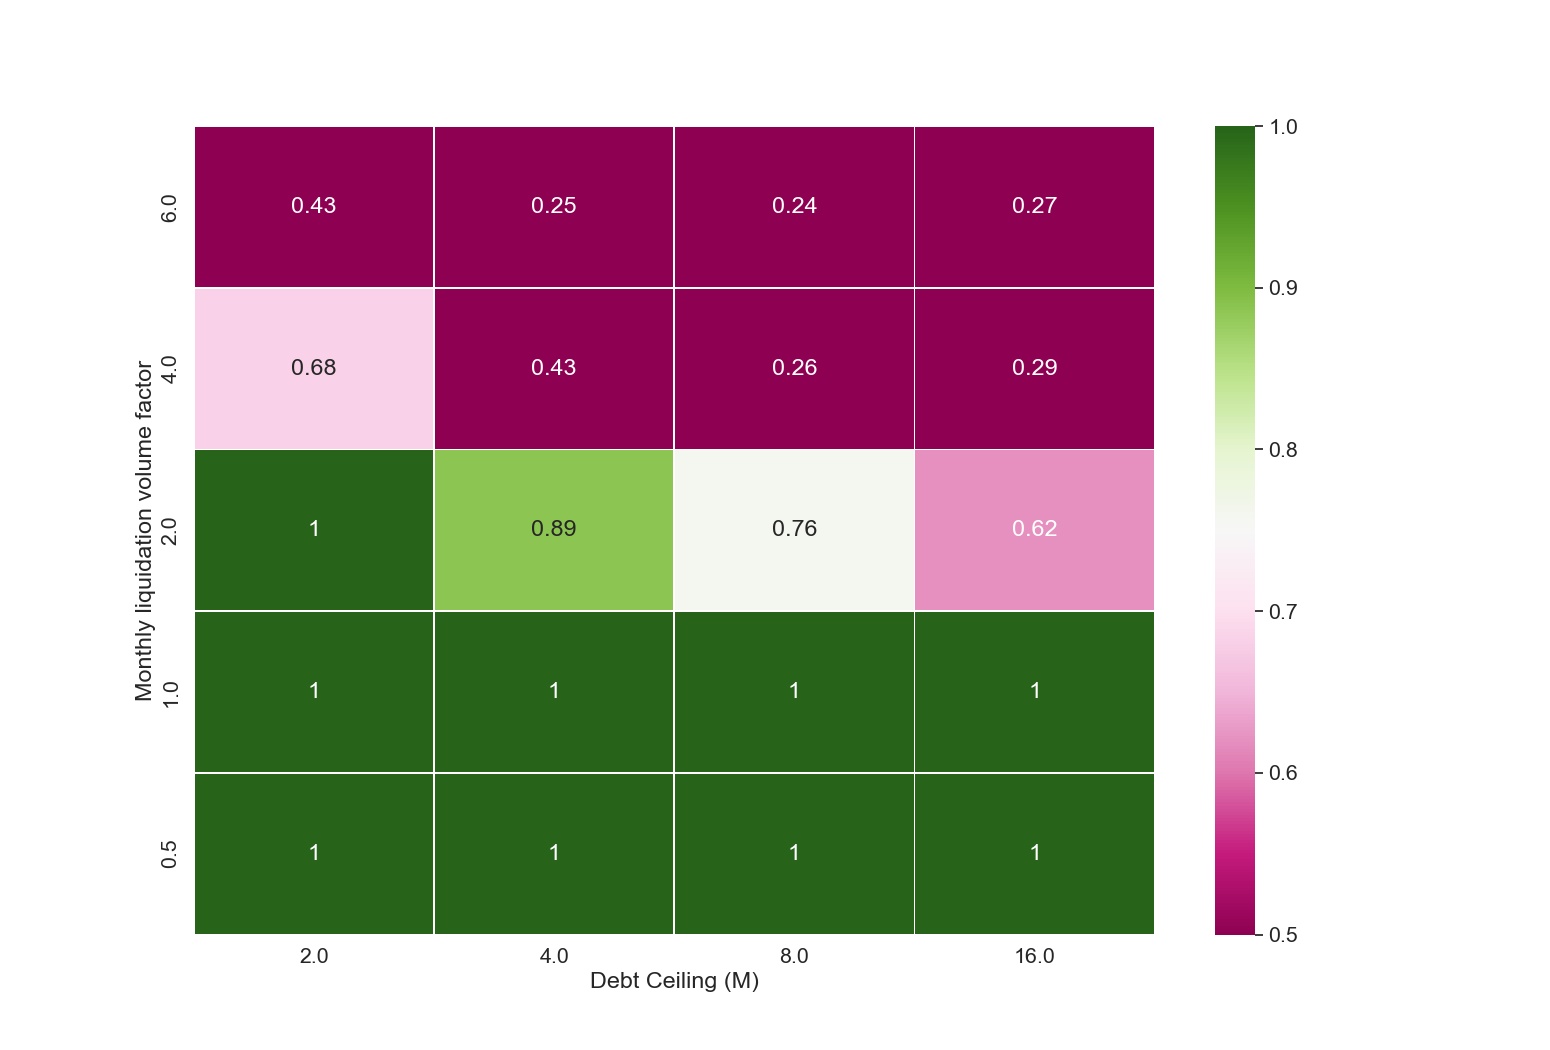 6.0 0.43 0.25 0.24 0.27
4.0 0.68 0.43 0.26 0.29
2.0 1 0.89 0.76 0.62
1.0 1 1 1 1
0.5 1 1 1 1
2.0 4.0 8.0 16.0
Debt Ceiling (M)
Monthly liquidation volume factor
1.0
0.9
0.8
0.7
0.6
0.5